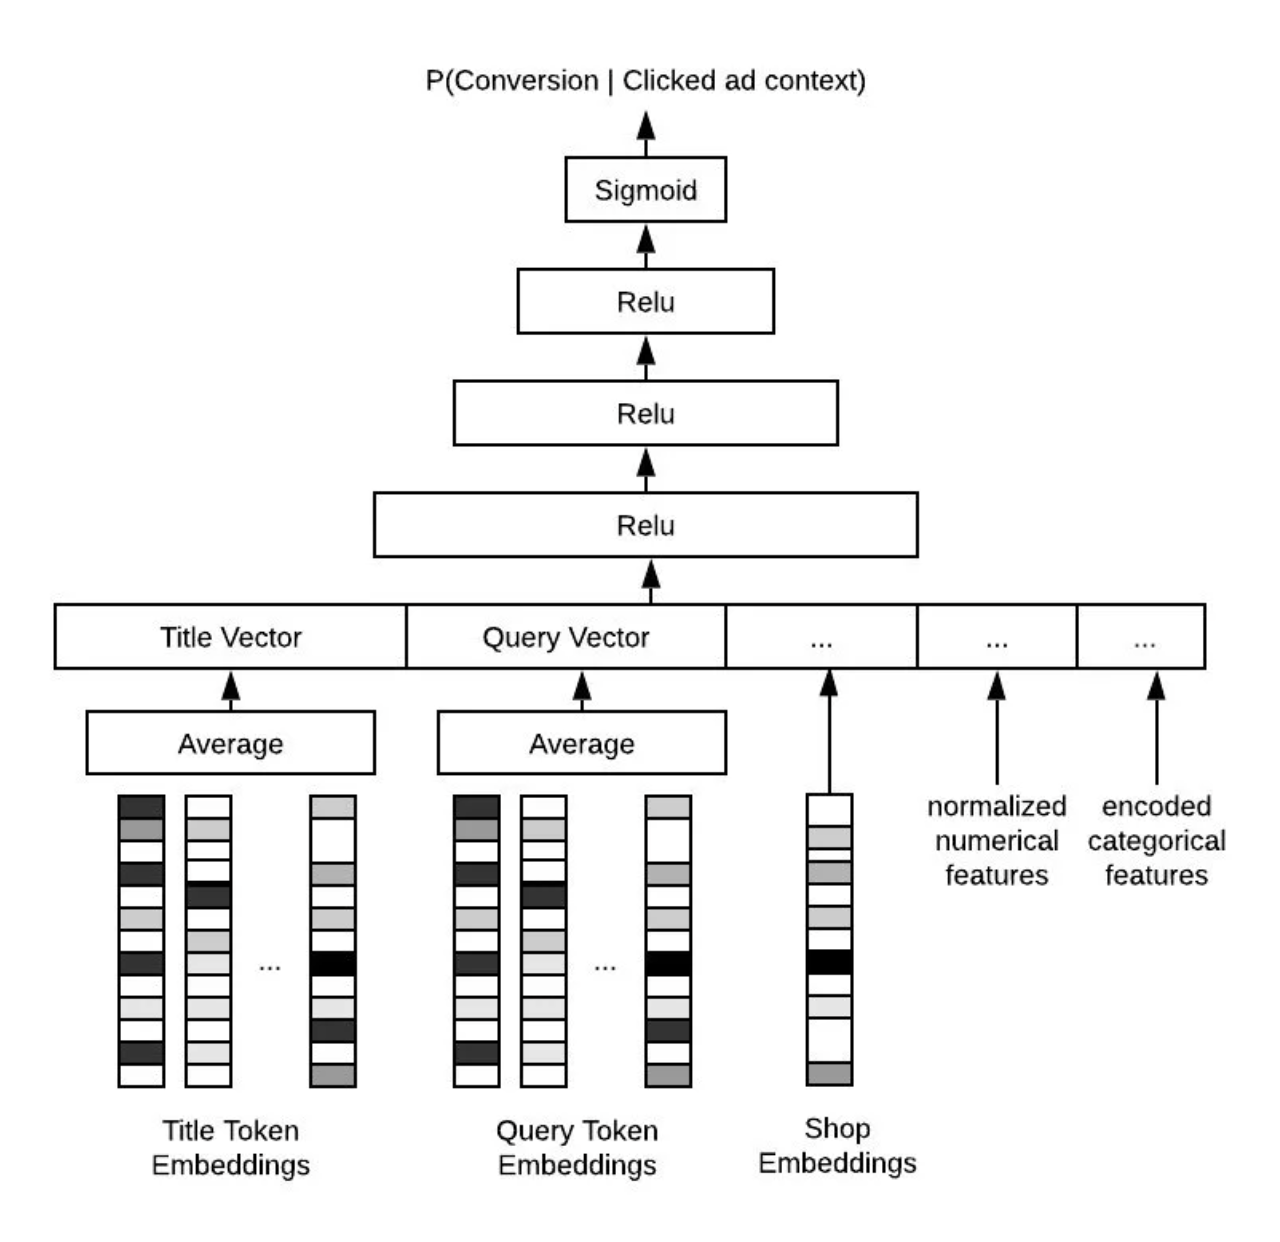 P(Conversion | Clicked ad context)
Sigmoid
Relu
Relu
Relu
Title Vector
Query Vector
...
...
...
Average
Average
normalized
numerical
features
encoded
categorical
features
...
...
Title Token
Embeddings
Query Token
Embeddings
Shop
Embeddings